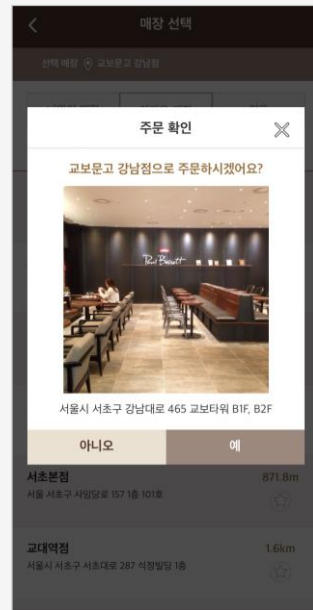 매장 선택
선택 매장 교보문고 강남점
주문 확인
교보문고 강남점으로 주문하시겠어요?
Paul Bassett
서울시 서초구 강남대로 465 교보타워 B1F, B2F
아니오
예
서초본점
871.8m
서울 서초구 사임당로 157 1층 101호
교대역점
1.6km
서울시 서초구 서초대로 287 석정빌딩 1층